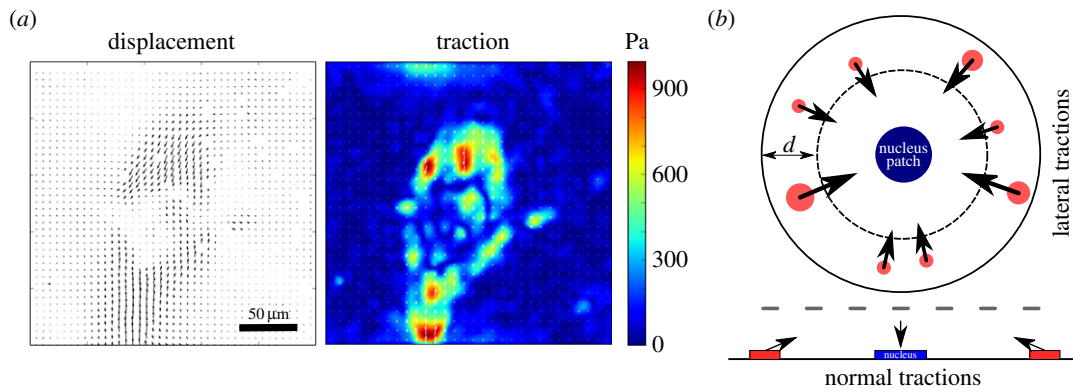 (a)
displacement
traction
Pa
900
600
300
0
50 μm
(b)
d
nucleus
patch
lateral tractions
nucleus
normal tractions